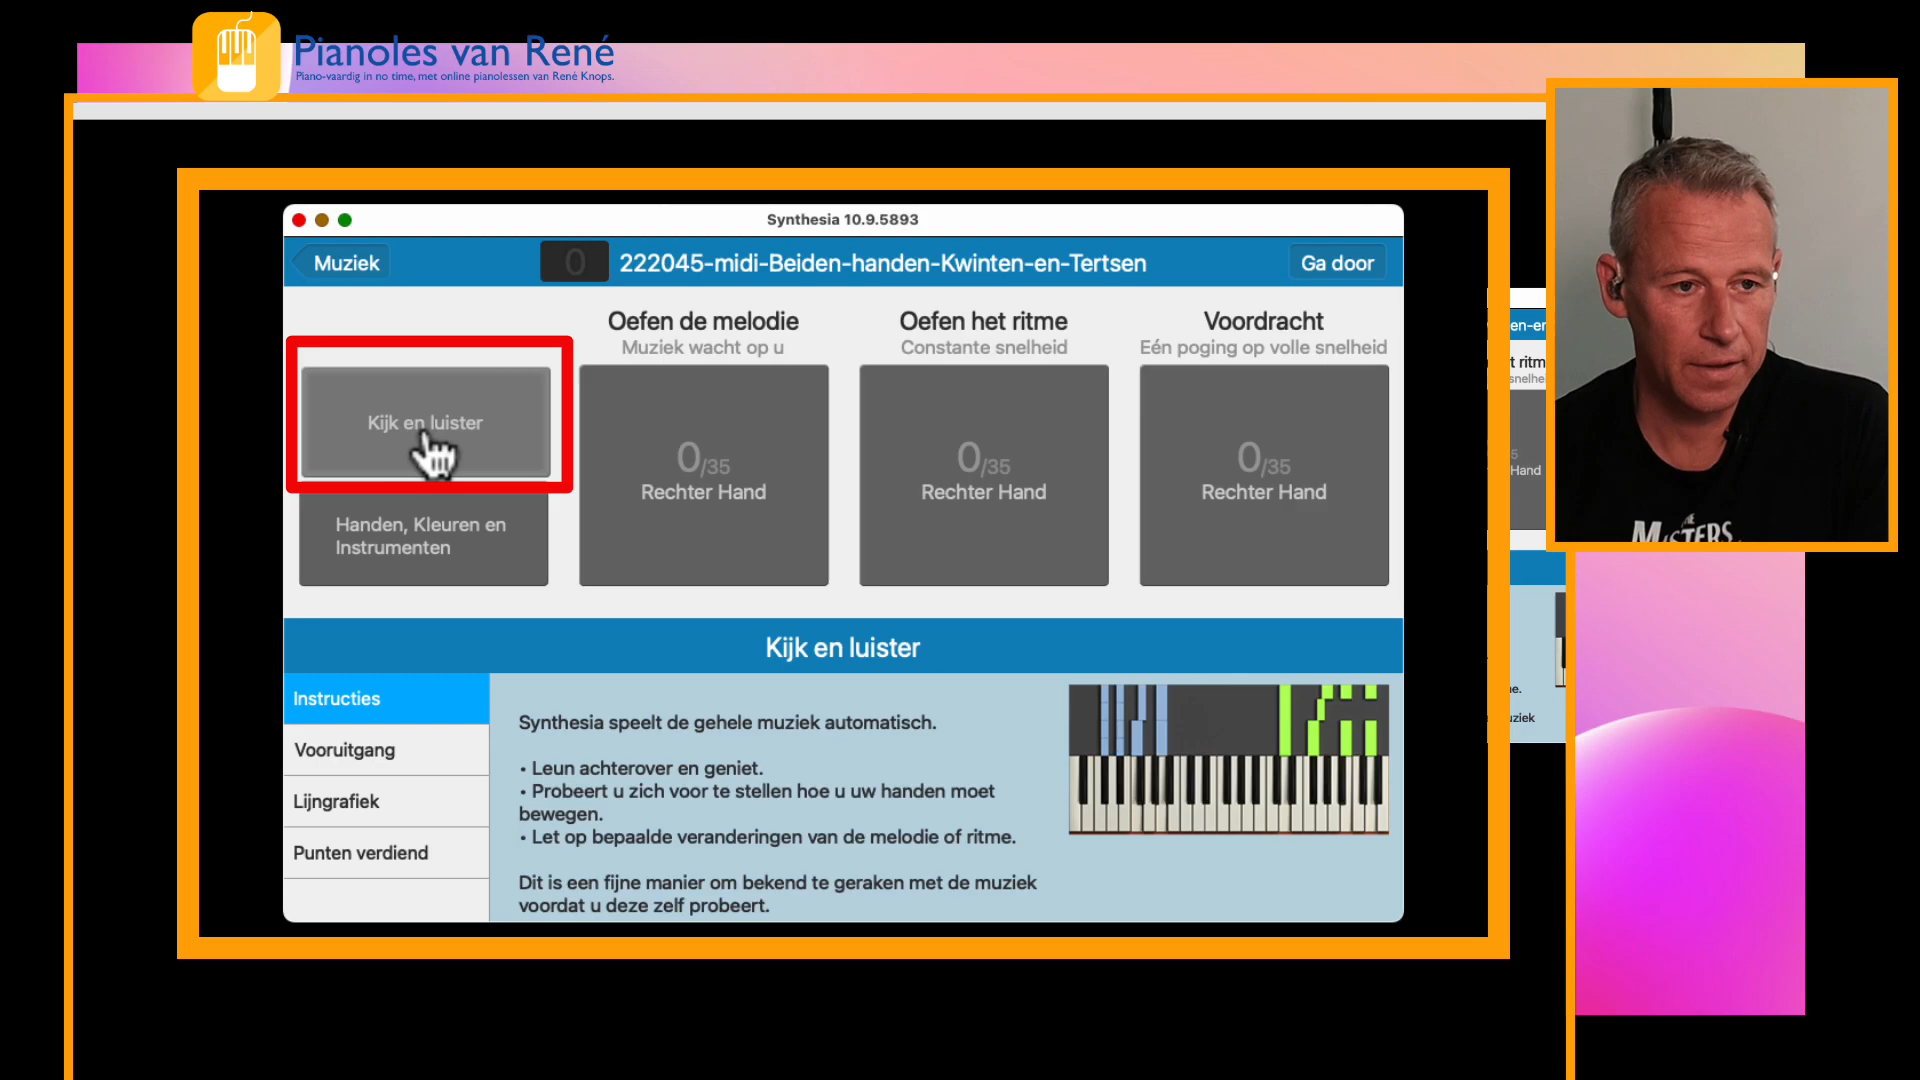 Pianoles van René
Piano-vaardig in no time, met online pianolessen van René Knops.
Synthesia 10.9.5893
Muziek
0
222045-midi-Beiden-handen-Kwinten-en-Tertsen
Ga door
Oefen de melodie
Muziek wacht op u
Oefen het ritme
Constante snelheid
Voordracht
Eén poging op volle snelheid
Kijk en luister
Handen, Kleuren en
Instrumenten
0/35
Rechter Hand
0/35
Rechter Hand
0/35
Rechter Hand
Kijk en luister
Instructies
Vooruitgang
Lijngrafiek
Punten verdiend
Synthesia speelt de gehele muziek automatisch.
• Leun achterover en geniet.
• Probeert u zich voor te stellen hoe u uw handen moet
bewegen.
• Let op bepaalde veranderingen van de melodie of ritme.
Dit is een fijne manier om bekend te geraken met de muziek
voordat u deze zelf probeert.
Hand